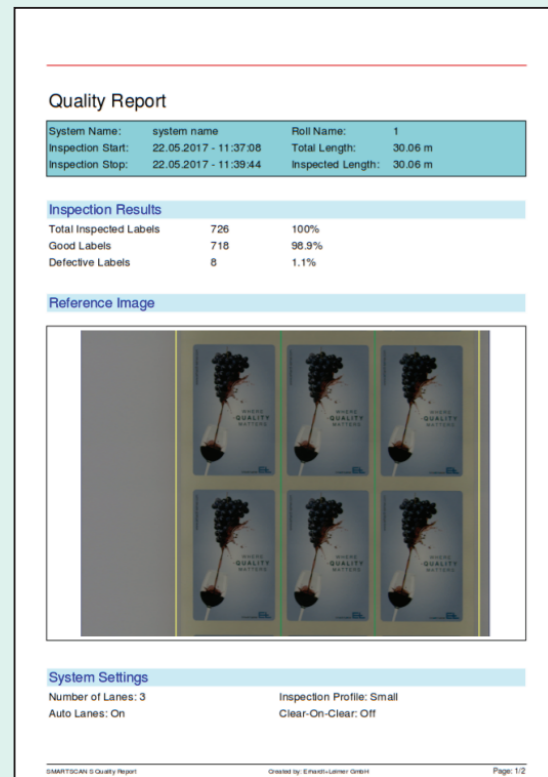 Quality Report
System Name: system name Roll Name: 1
Inspection Start: 22.05.2017 - 11:37:08 Total Length: 30.06 m
Inspection Stop: 22.05.2017 - 11:39:44 Inspected Length: 30.06 m
Inspection Results
Total Inspected Labels 726 100%
Good Labels 718 98.9%
Defective Labels 8 1.1%
Reference Image
WHERE WHERE WHERE
QUALITY QUALITY QUALITY
MATTERS MATTERS MATTERS
WHERE WHERE WHERE
QUALITY QUALITY QUALITY
MATTERS MATTERS MATTERS
System Settings
Number of Lanes: 3 Inspection Profile: Small
Auto Lanes: On Clear-On-Clear: Off
SMARTSCAN S Quality Report Created by: Erhardt+Leimer GmbH Page: 1/2